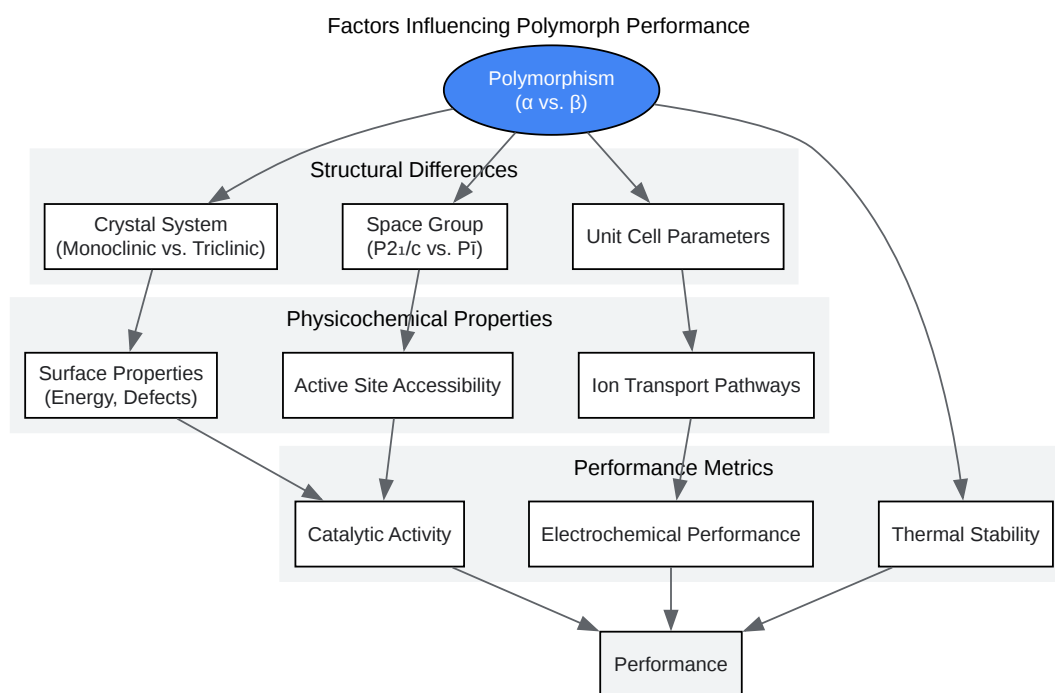 Factors Influencing Polymorph Performance
Polymorphism
(α vs. β)
Structural Differences
Crystal System
(Monoclinic vs. Triclinic)
Space Group
(P2₁/c vs. Pī)
Unit Cell Parameters
Physicochemical Properties
Surface Properties
(Energy, Defects)
Active Site Accessibility
Ion Transport Pathways
Performance Metrics
Catalytic Activity
Electrochemical Performance
Thermal Stability
Performance